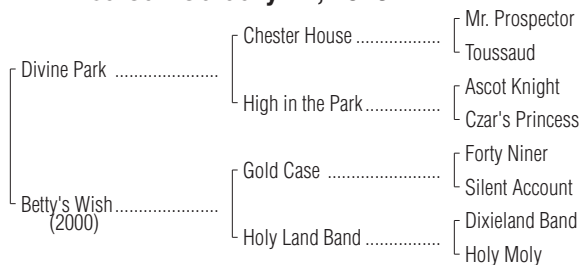 Mr. Prospector
Chester House ..................
Toussaud
Divine Park ......................
Ascot Knight
High in the Park ................
Czar's Princess
Forty Niner
Gold Case ........................
Silent Account
Betty's Wish ......................
(2000)
Dixieland Band
Holy Land Band ................
Holy Moly